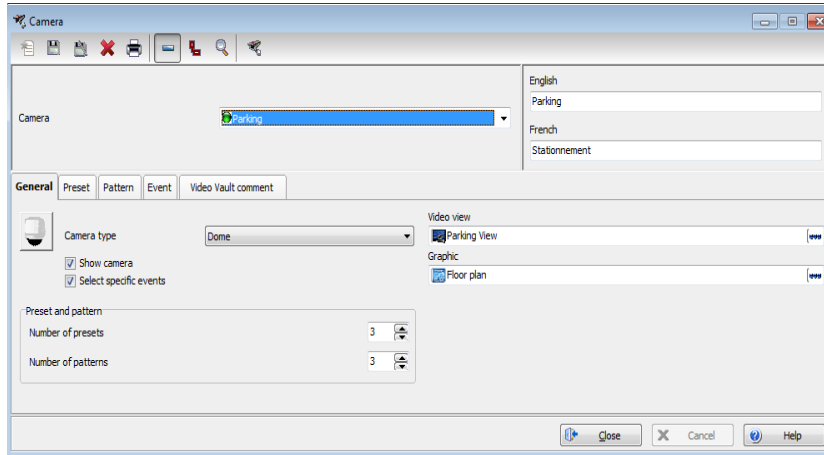 Camera
English
Parking
Camera
Parking
French
Stationnement
General Preset Pattern Event Video Vault comment
Camera type
Dome
Show camera
Select specific events
Video view
Parking View
Graphic
Floor plan
Preset and pattern
Number of presets
3
Number of patterns
3
Close Cancel Help